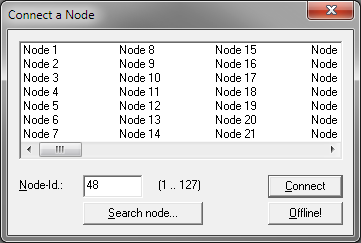 Connect a Node
Node 1 Node 8 Node 15 Node
Node 2 Node 9 Node 16 Node
Node 3 Node 10 Node 17 Node
Node 4 Node 11 Node 18 Node
Node 5 Node 12 Node 19 Node
Node 6 Node 13 Node 20 Node
Node 7 Node 14 Node 21 Node
Node-Id.: 48 (1 .. 127) Connect
Search node... Offline!